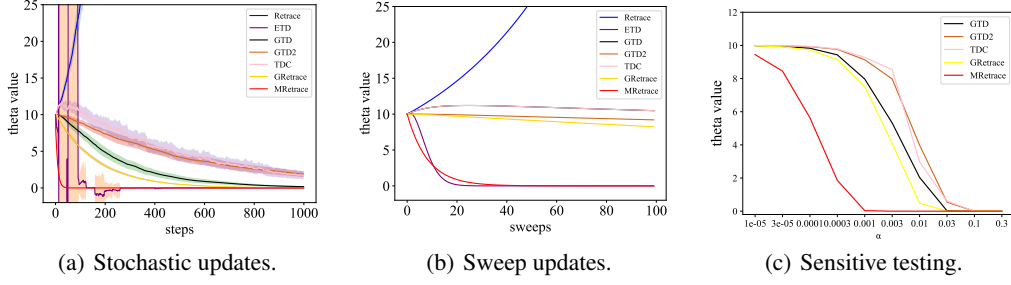 25
20
15
10
5
0
theta value
0 200 400 600 800 1000
steps
Retrace
ETD
GTD
GTD2
TDC
GRetrace
MRetrace
(a) Stochastic updates.
25
20
15
10
5
0
theta value
0 20 40 60 80 100
sweeps
Retrace
ETD
GTD
GTD2
TDC
GRetrace
MRetrace
(b) Sweep updates.
12
10
8
6
4
2
0
theta value
1e-05 3e-05 0.0001 0.0003 0.001 0.003 0.01 0.03 0.1 0.3
α
GTD
GTD2
TDC
GRetrace
MRetrace
(c) Sensitive testing.